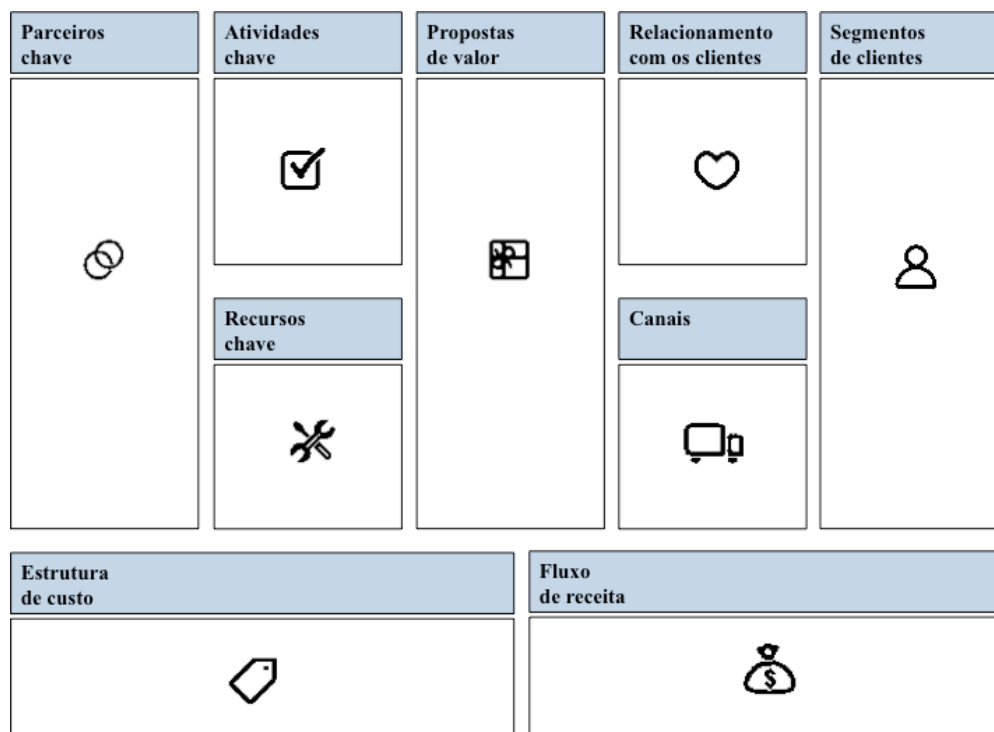 Parceiros
chave
Atividades
chave
Propostas
de valor
Relacionamento
com os clientes
Segmentos
de clientes
Recursos
chave
Canais
Estrutura
de custo
Fluxo
de receita
$